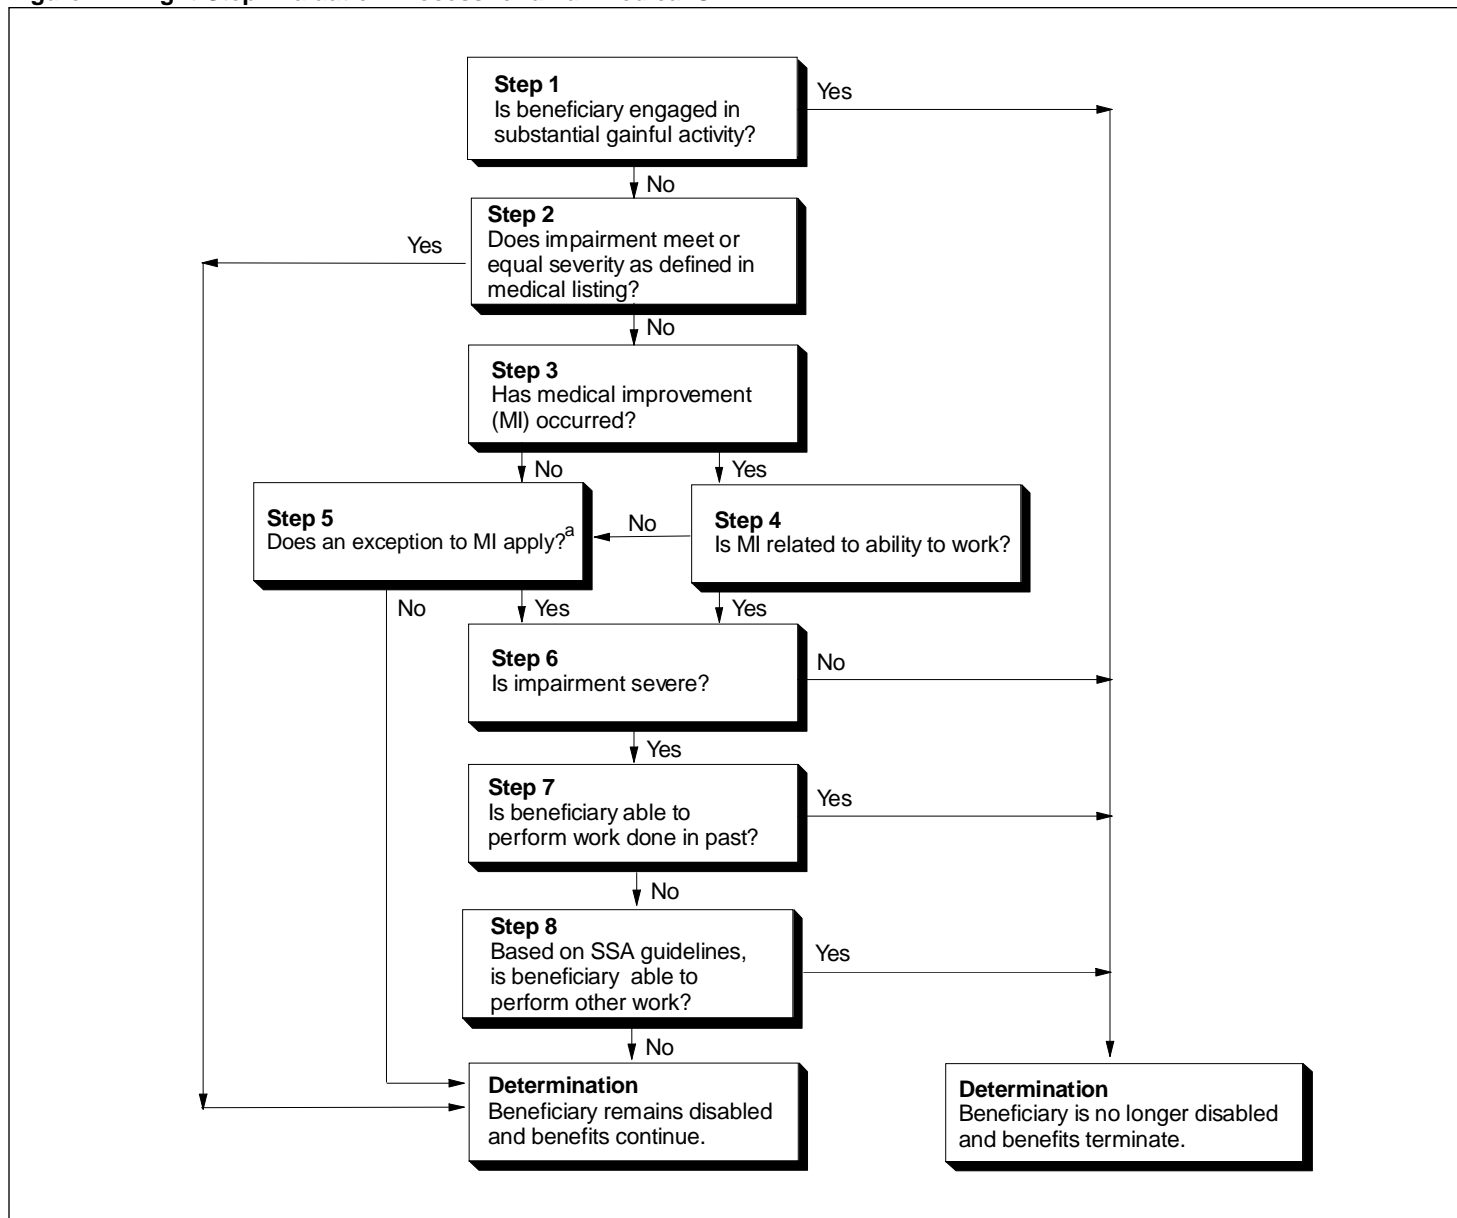 Step 1
Is beneficiary engaged in
substantial gainful activity?
Yes
No
Step 2
Does impairment meet or
equal severity as defined in
medical listing?
Yes
No
Step 3
Has medical improvement
(MI) occurred?
No
Yes
Step 5
Does an exception to MI apply?a
No
Step 4
Is MI related to ability to work?
No
Yes
Yes
Step 6
Is impairment severe?
No
Yes
Step 7
Is beneficiary able to
perform work done in past?
Yes
No
Step 8
Based on SSA guidelines,
is beneficiary able to
perform other work?
Yes
No
Determination
Beneficiary remains disabled
and benefits continue.
Determination
Beneficiary is no longer disabled
and benefits terminate.